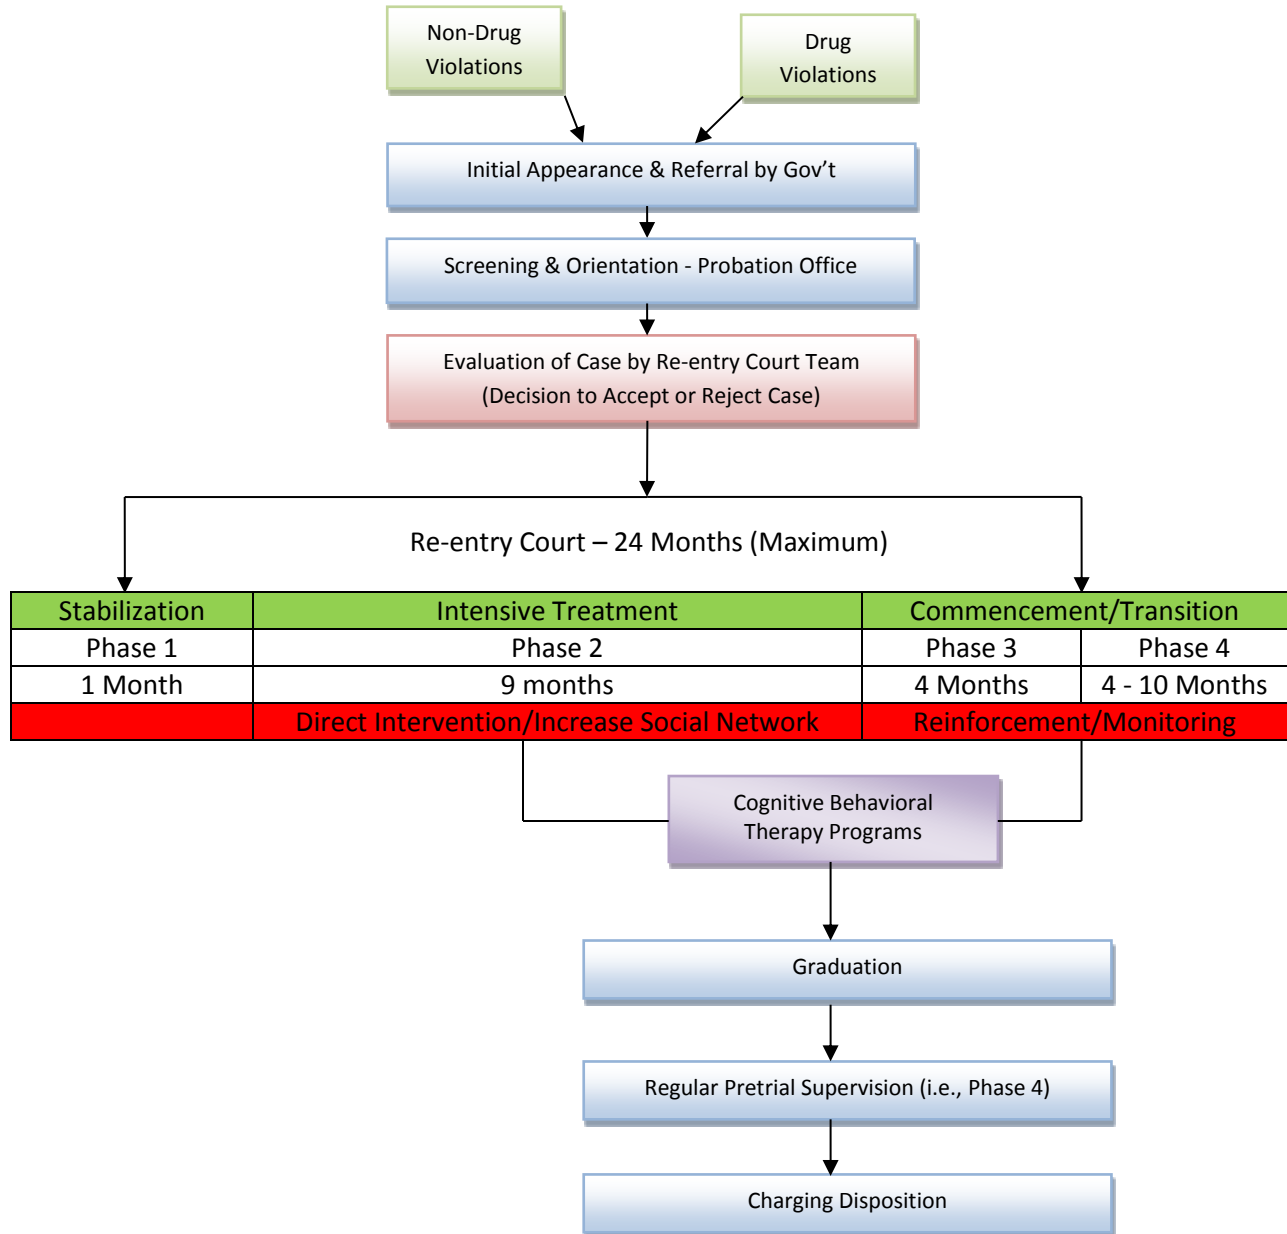 Non-Drug
Violations
Drug
Violations
Initial Appearance & Referral by Gov’t
Screening & Orientation - Probation Office
Evaluation of Case by Re-entry Court Team
(Decision to Accept or Reject Case)
Re-entry Court – 24 Months (Maximum)
Stabilization Intensive Treatment Commencement/Transition
Phase 1 Phase 2 Phase 3 Phase 4
1 Month 9 months 4 Months 4 - 10 Months
Direct Intervention/Increase Social Network Reinforcement/Monitoring
Cognitive Behavioral
Therapy Programs
Graduation
Regular Pretrial Supervision (i.e., Phase 4)
Charging Disposition